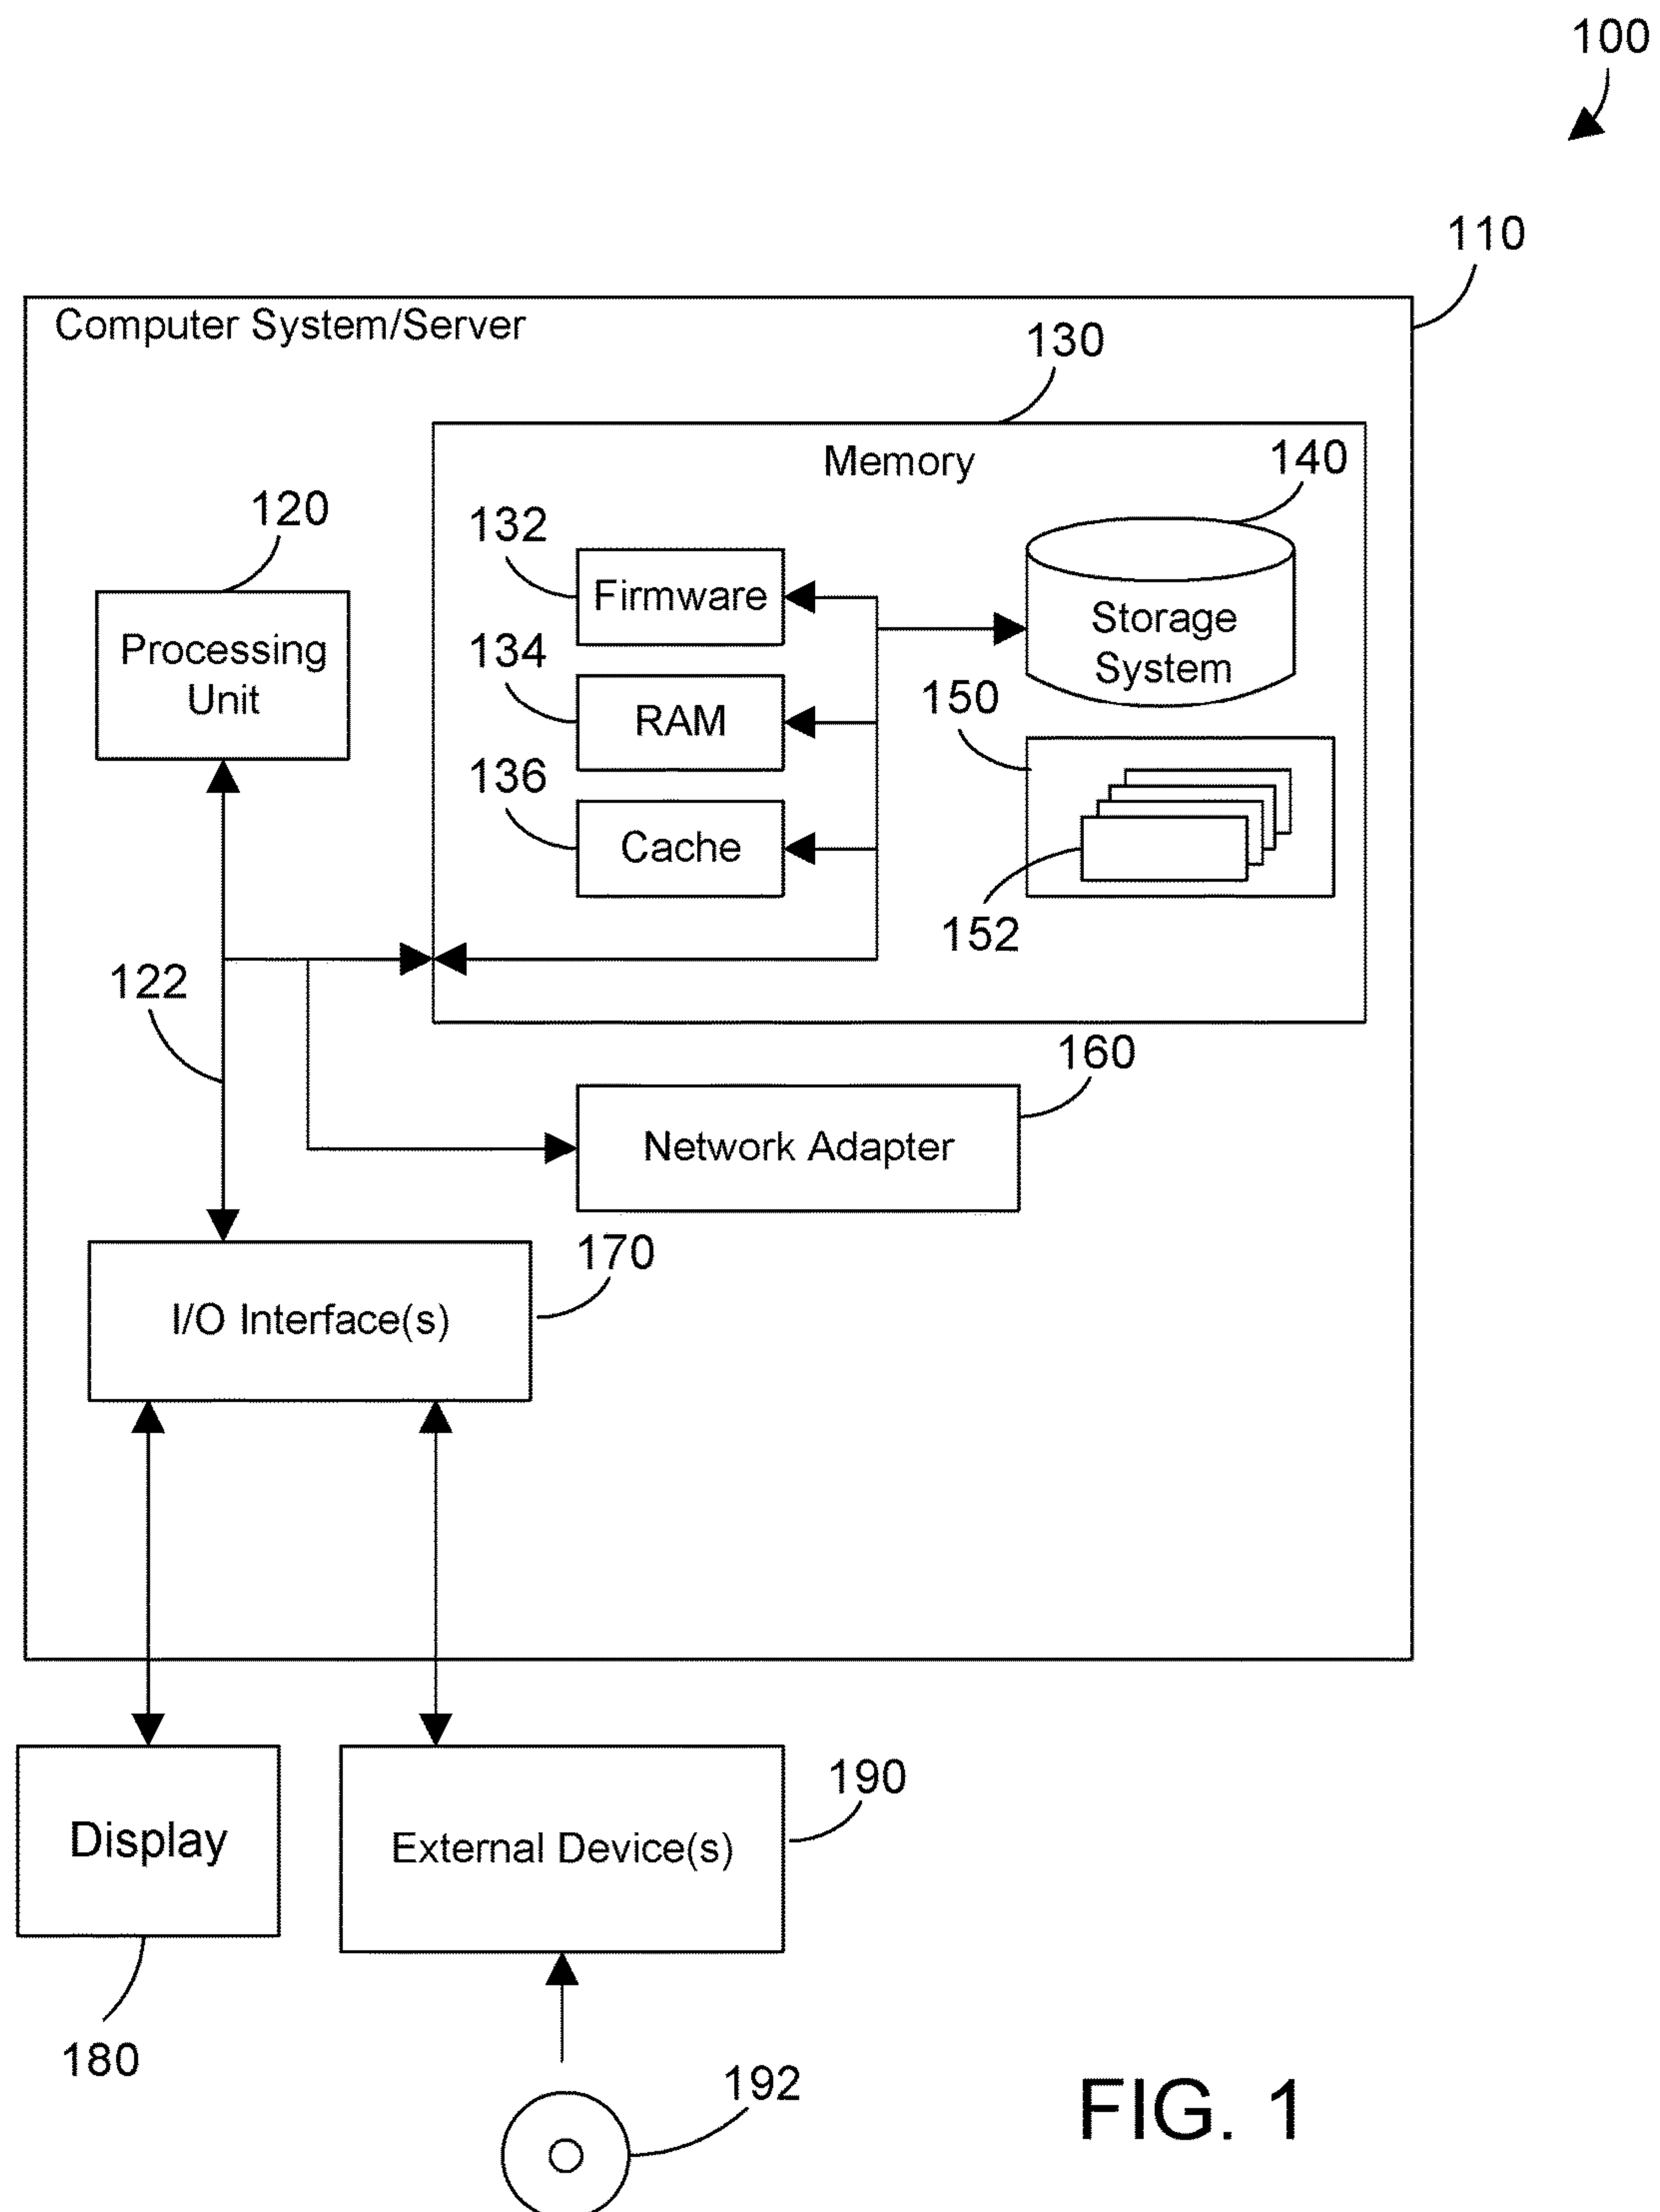 100
110
Computer System/Server
130
Memory
140
120
132
Firmware
Storage
System
Processing
Unit
134
RAM
150
136
Cache
152
122
160
Network Adapter
170
I/O Interface(s)
190
Display
External Device(s)
180
192
FIG. 1